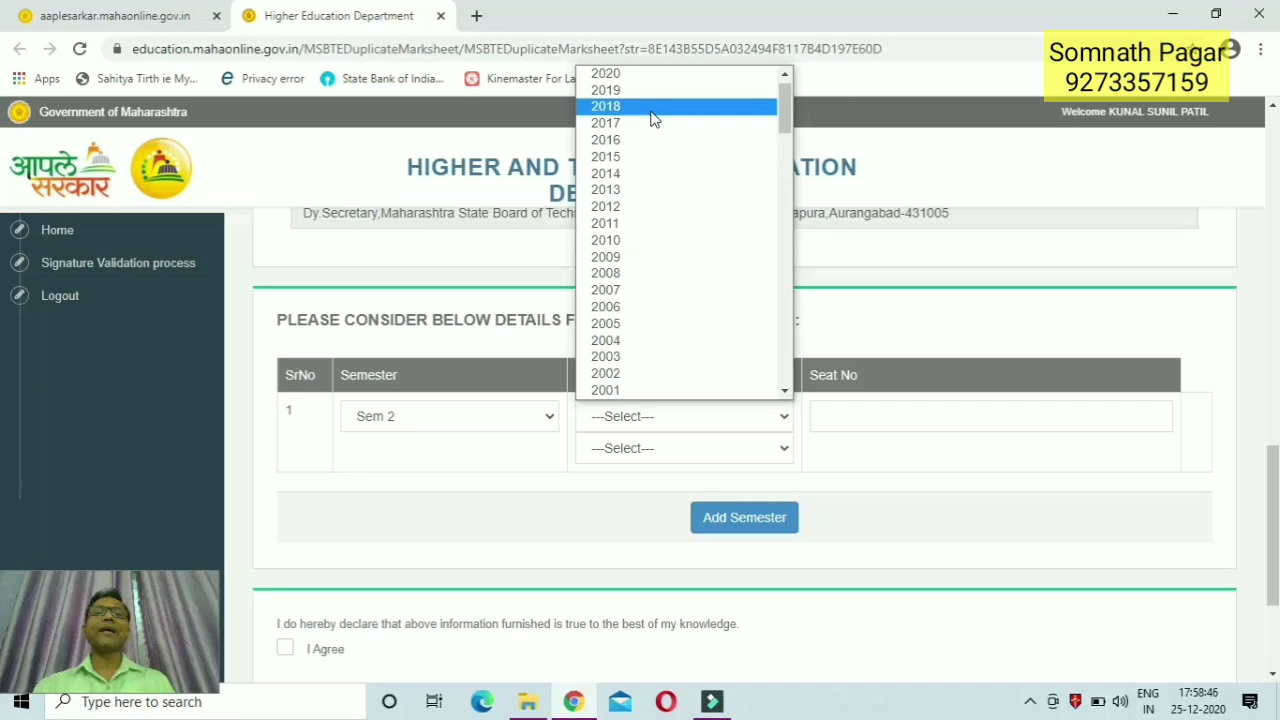 aaplesarkar.mahaonline.gov.in/
Higher Education Department
education.mahaonline.gov.in/MSBTEDuplicateMarksheet/MSBTEDuplicateMarksheet?str=8E143B55D5A032494F8117B4D197E60D
Somnath Pagar
9273357159
Apps
Sahitya Tirth ie My...
Privacy error
State Bank of India...
Kinemaster For La
Government of Maharashtra
Welcome KUNAL SUNIL PATIL
आपले
सरकार
HIGHER AND T
ATION
DE
Home
Signature Validation process
Logout
Dy.Secretary,Maharashtra State Board of Techi
apura,Aurangabad-431005
2020
2019
2018
2017
2016
2015
2014
2013
2012
2011
2010
2009
2008
2007
2006
2005
2004
2003
2002
2001
PLEASE CONSIDER BELOW DETAILS F
:
SrNo
Semester
Seat No
1
Sem 2
---Select---
---Select---
Add Semester
I do hereby declare that above information furnished is true to the best of my knowledge.
I Agree
Type here to search
ENG
IN
17:58:46
25-12-2020